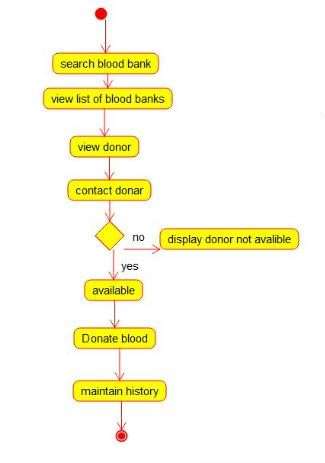 search blood bank
view list of blood banks
view donor
contact donar
no
display donor not avalible
yes
available
Donate blood
maintain history